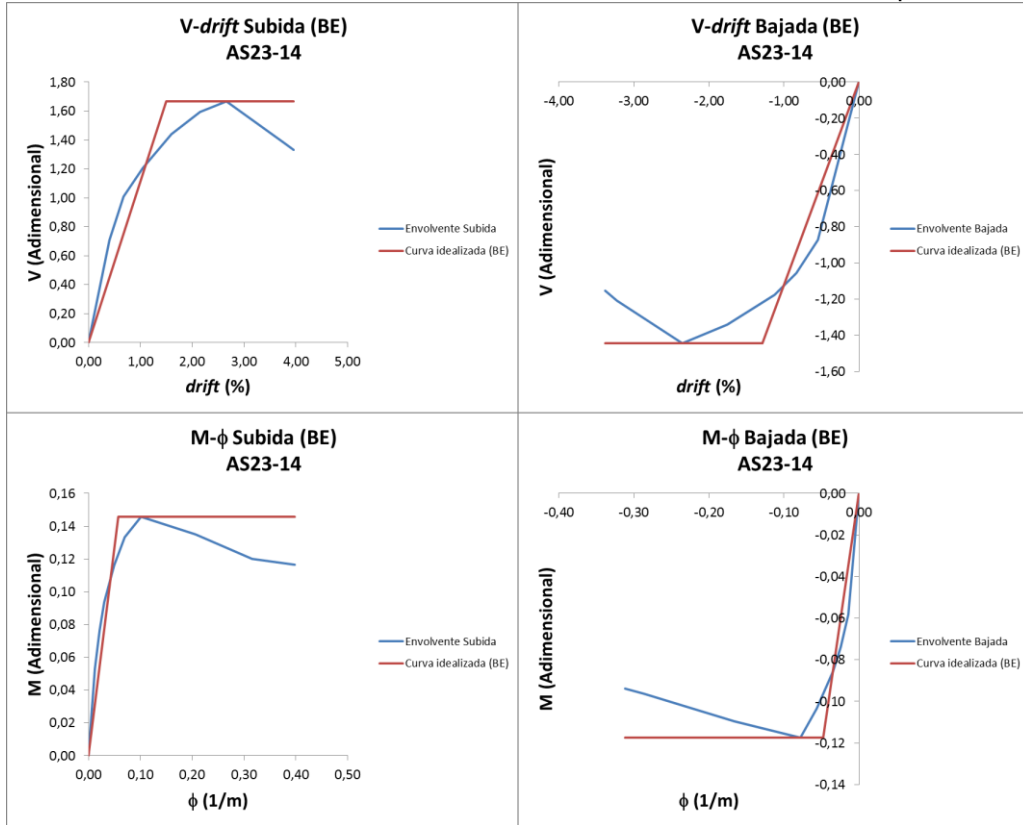 V-drift Subida (BE)
AS23-14
1,80
1,60
1,40
1,20
1,00
0,80
0,60
0,40
0,20
0,00
0,00 1,00 2,00 3,00 4,00 5,00
V (Adimensional)
drift (%)
Envolvente Subida
Curva idealizada (BE)
V-drift Bajada (BE)
AS23-14
-4,00 -3,00 -2,00 -1,00 0,00
0,00
-0,20
-0,40
-0,60
-0,80
-1,00
-1,20
-1,40
-1,60
V (Adimensional)
drift (%)
Envolvente Bajada
Curva idealizada (BE)
M-ϕ Subida (BE)
AS23-14
0,16
0,14
0,12
0,10
0,08
0,06
0,04
0,02
0,00
0,00 0,10 0,20 0,30 0,40 0,50
M (Adimensional)
ϕ (1/m)
Envolvente Subida
Curva idealizada (BE)
M-ϕ Bajada (BE)
AS23-14
-0,40 -0,30 -0,20 -0,10 0,00
0,00
-0,02
-0,04
-0,06
-0,08
-0,10
-0,12
-0,14
M (Adimensional)
ϕ (1/m)
Envolvente Bajada
Curva idealizada (BE)